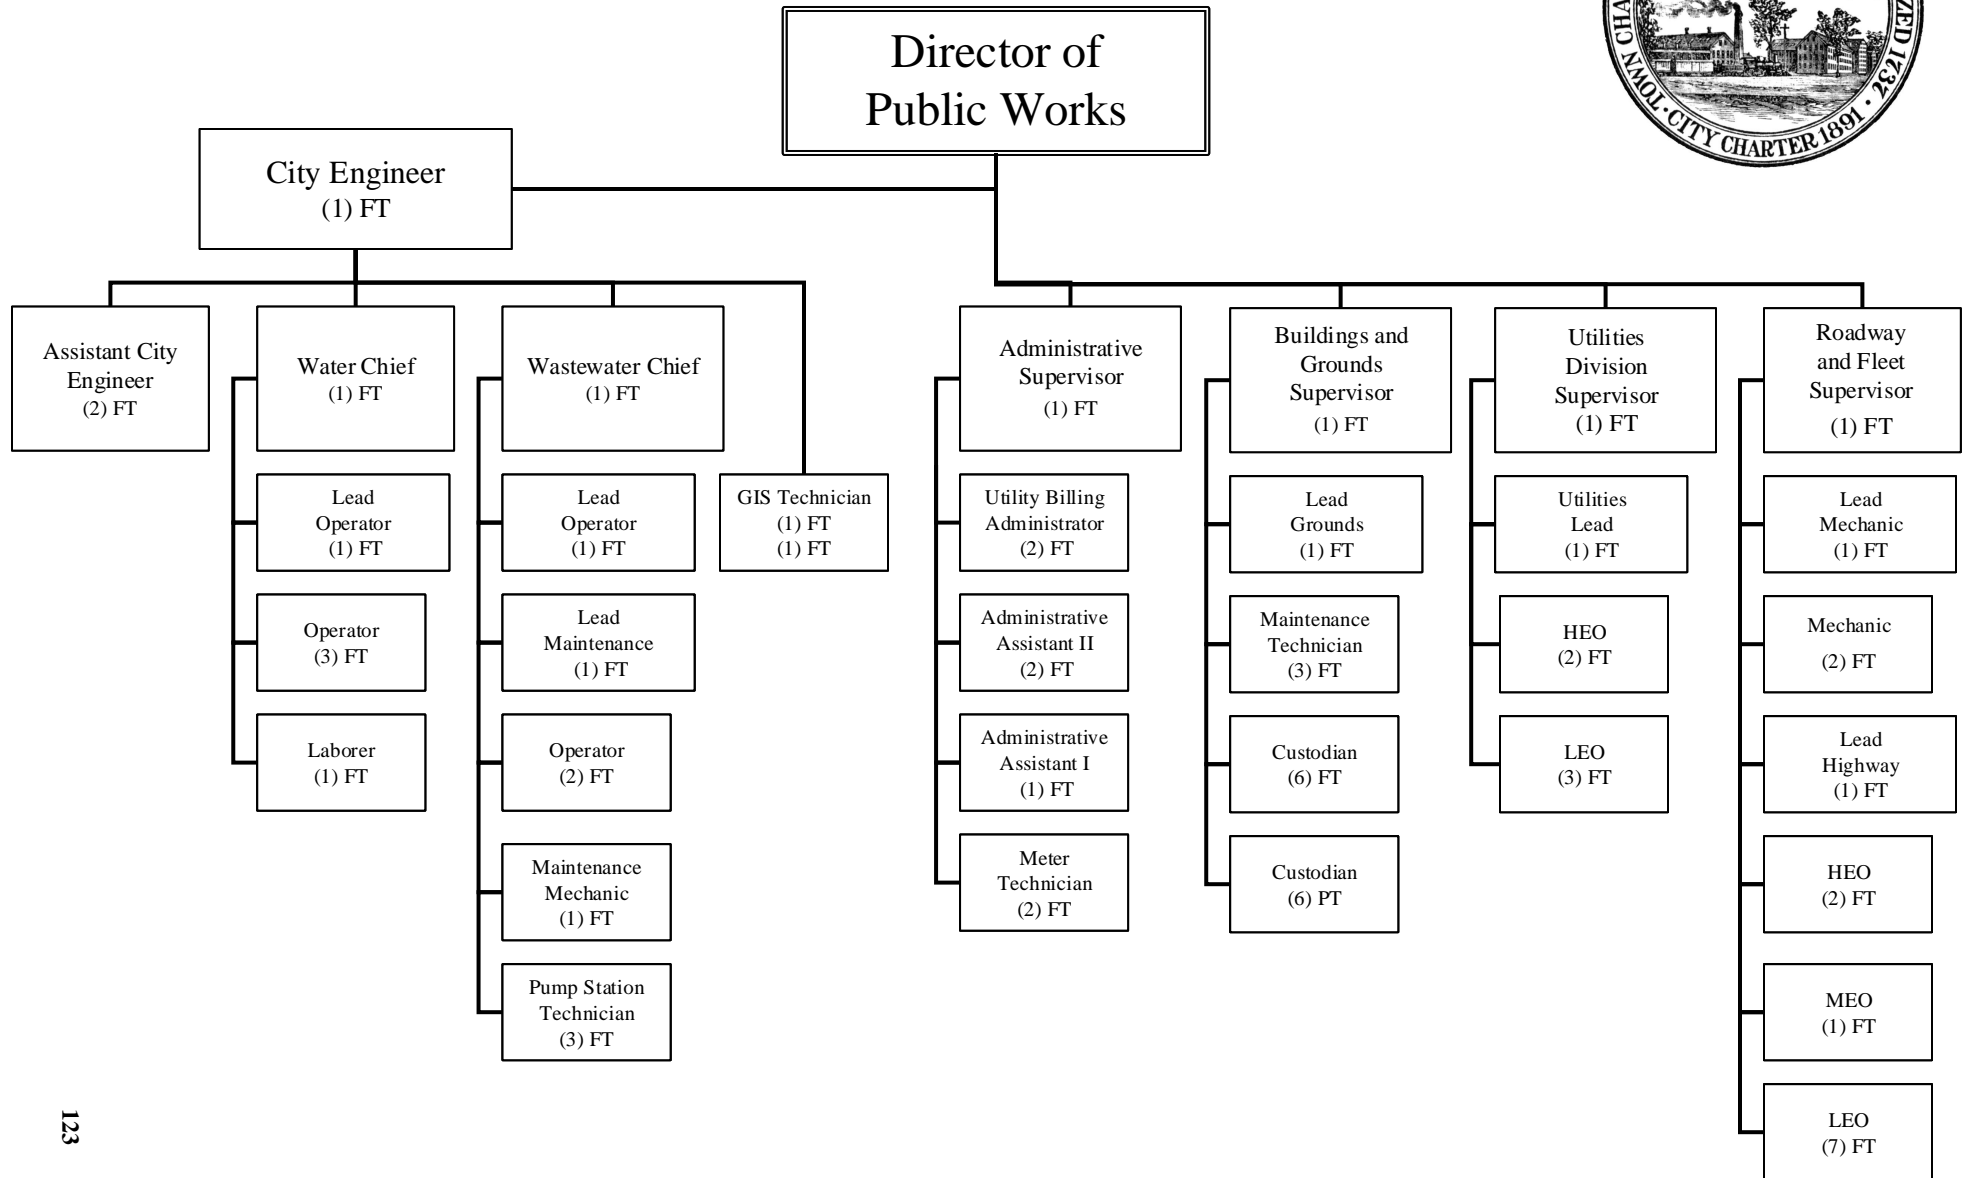 Director of
Public Works
TOWN CHA
CITY CHARTER 1891
ZED 1737
City Engineer
(1) FT
Assistant City
Engineer
(2) FT
Water Chief
(1) FT
Lead
Operator
(1) FT
Operator
(3) FT
Laborer
(1) FT
Wastewater Chief
(1) FT
Lead
Operator
(1) FT
Lead
Maintenance
(1) FT
Operator
(2) FT
Maintenance
Mechanic
(1) FT
Pump Station
Technician
(3) FT
GIS Technician
(1) FT
(1) FT
Administrative
Supervisor
(1) FT
Utility Billing
Administrator
(2) FT
Administrative
Assistant II
(2) FT
Administrative
Assistant I
(1) FT
Meter
Technician
(2) FT
Buildings and
Grounds
Supervisor
(1) FT
Lead
Grounds
(1) FT
Maintenance
Technician
(3) FT
Custodian
(6) FT
Custodian
(6) PT
Utilities
Division
Supervisor
(1) FT
Utilities
Lead
(1) FT
HEO
(2) FT
LEO
(3) FT
Roadway
and Fleet
Supervisor
(1) FT
Lead
Mechanic
(1) FT
Mechanic
(2) FT
Lead
Highway
(1) FT
HEO
(2) FT
MEO
(1) FT
LEO
(7) FT
123